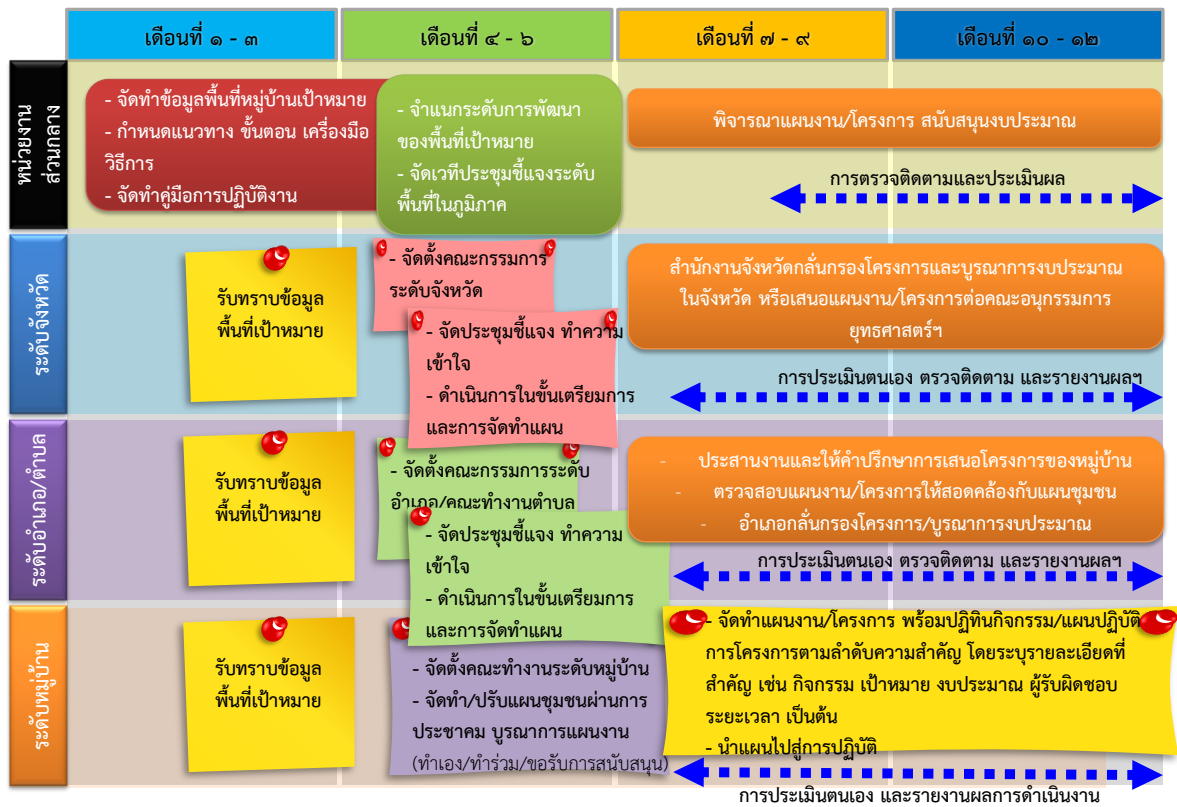 เดือนที่ ๑ - ๓
เดือนที่ ๔ - ๖
เดือนที่ ๗ - ๙
เดือนที่ ๑๐ - ๑๒
หน่วยงาน
ส่วนกลาง
- จัดทำข้อมูลพื้นที่หมู่บ้านเป้าหมาย
- กำหนดแนวทาง ขั้นตอน เครื่องมือ
วิธีการ
- จัดทำคู่มือการปฏิบัติงาน
- จำแนกระดับการพัฒนา
ของพื้นที่เป้าหมาย
- จัดเวทีประชุมชี้แจงระดับ
พื้นที่ในภูมิภาค
พิจารณาแผนงาน/โครงการ สนับสนุนงบประมาณ
การตรวจติดตามและประเมินผล
ระดับจังหวัด
รับทราบข้อมูล
พื้นที่เป้าหมาย
- จัดตั้งคณะกรรมการ
ระดับจังหวัด
- จัดประชุมชี้แจง ทำความ
เข้าใจ
- ดำเนินการในขั้นเตรียมการ
และการจัดทำแผน
สำนักงานจังหวัดกลั่นกรองโครงการและบูรณาการงบประมาณ
ในจังหวัด หรือเสนอแผนงาน/โครงการต่อคณะอนุกรรมการ
ยุทธศาสตร์ฯ
การประเมินตนเอง ตรวจติดตาม และรายงานผลฯ
ระดับอำเภอ/ตำบล
รับทราบข้อมูล
พื้นที่เป้าหมาย
- จัดตั้งคณะกรรมการระดับ
อำเภอ/คณะทำงานตำบล
- จัดประชุมชี้แจง ทำความ
เข้าใจ
- ดำเนินการในขั้นเตรียมการ
และการจัดทำแผน
- ประสานงานและให้คำปรึกษาการเสนอโครงการของหมู่บ้าน
- ตรวจสอบแผนงาน/โครงการให้สอดคล้องกับแผนชุมชน
- อำเภอกลั่นกรองโครงการ/บูรณาการงบประมาณ
การประเมินตนเอง ตรวจติดตาม และรายงานผลฯ
ระดับหมู่บ้าน
รับทราบข้อมูล
พื้นที่เป้าหมาย
- จัดตั้งคณะทำงานระดับหมู่บ้าน
- จัดทำ/ปรับแผนชุมชนผ่านการ
ประชาคม บูรณาการแผนงาน
(ทำเอง/ทำร่วม/ขอรับการสนับสนุน)
- จัดทำแผนงาน/โครงการ พร้อมปฏิทินกิจกรรม/แผนปฏิบัติ
การโครงการตามลำดับความสำคัญ โดยระบุรายละเอียดที่
สำคัญ เช่น กิจกรรม เป้าหมาย งบประมาณ ผู้รับผิดชอบ
ระยะเวลา เป็นต้น
- นำแผนไปสู่การปฏิบัติ
การประเมินตนเอง และรายงานผลการดำเนินงาน